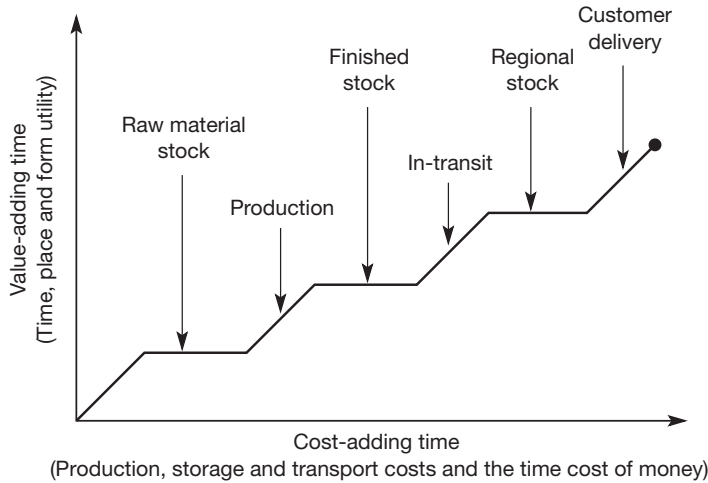 Customer
delivery
Finished
stock
Regional
stock
Raw material
stock
In-transit
Production
Value-adding time
(Time, place and form utility)
Cost-adding time
(Production, storage and transport costs and the time cost of money)